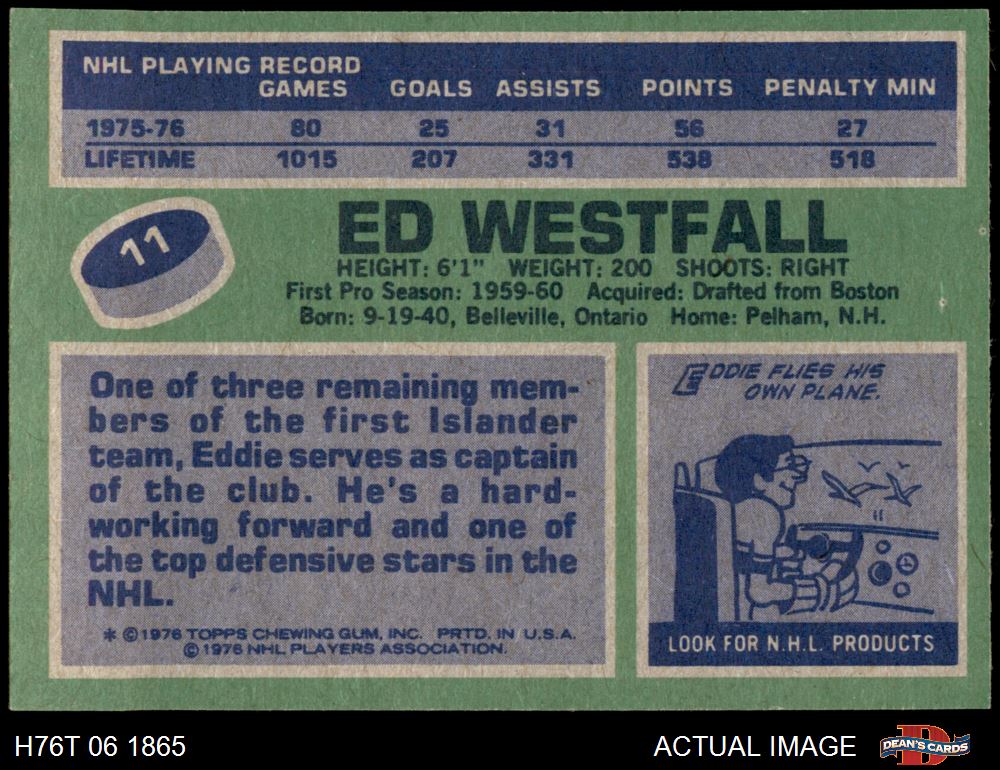 NHL PLAYING RECORD
GAMES GOALS ASSISTS POINTS PENALTY MIN
1975-76 80 25 31 56 27
LIFETIME 1015 207 331 538 518
11
ED WESTFALL
HEIGHT: 6'1" WEIGHT: 200 SHOOTS: RIGHT
First Pro Season: 1959-60 Acquired: Drafted from Boston
Born: 9-19-40, Belleville, Ontario Home: Pelham, N.H.
One of three remaining mem-
bers of the first Islander
team, Eddie serves as captain
of the club. He's a hard-
working forward and one of
the top defensive stars in the
NHL.
* ©1976 TOPPS CHEWING GUM, INC. PRTD. IN U.S.A.
©1976 NHL PLAYERS ASSOCIATION.
EDDIE FLIES HIS
OWN PLANE.
LOOK FOR N.H.L. PRODUCTS
H76T 06 1865
ACTUAL IMAGE
DEAN'S CARDS